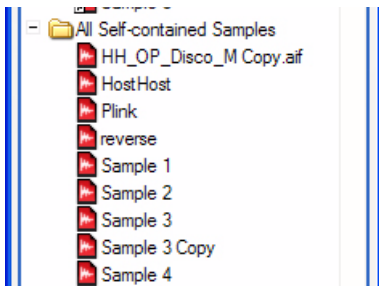 All Self-contained Samples
HH_OP_Disco_M Copy.aif
HostHost
Plink
reverse
Sample 1
Sample 2
Sample 3
Sample 3 Copy
Sample 4